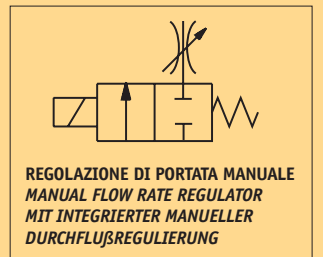 REGOLAZIONE DI PORTATA MANUALE
MANUAL FLOW RATE REGULATOR
MIT INTEGRIERTER MANUELLER
DURCHFLUßREGULIERUNG